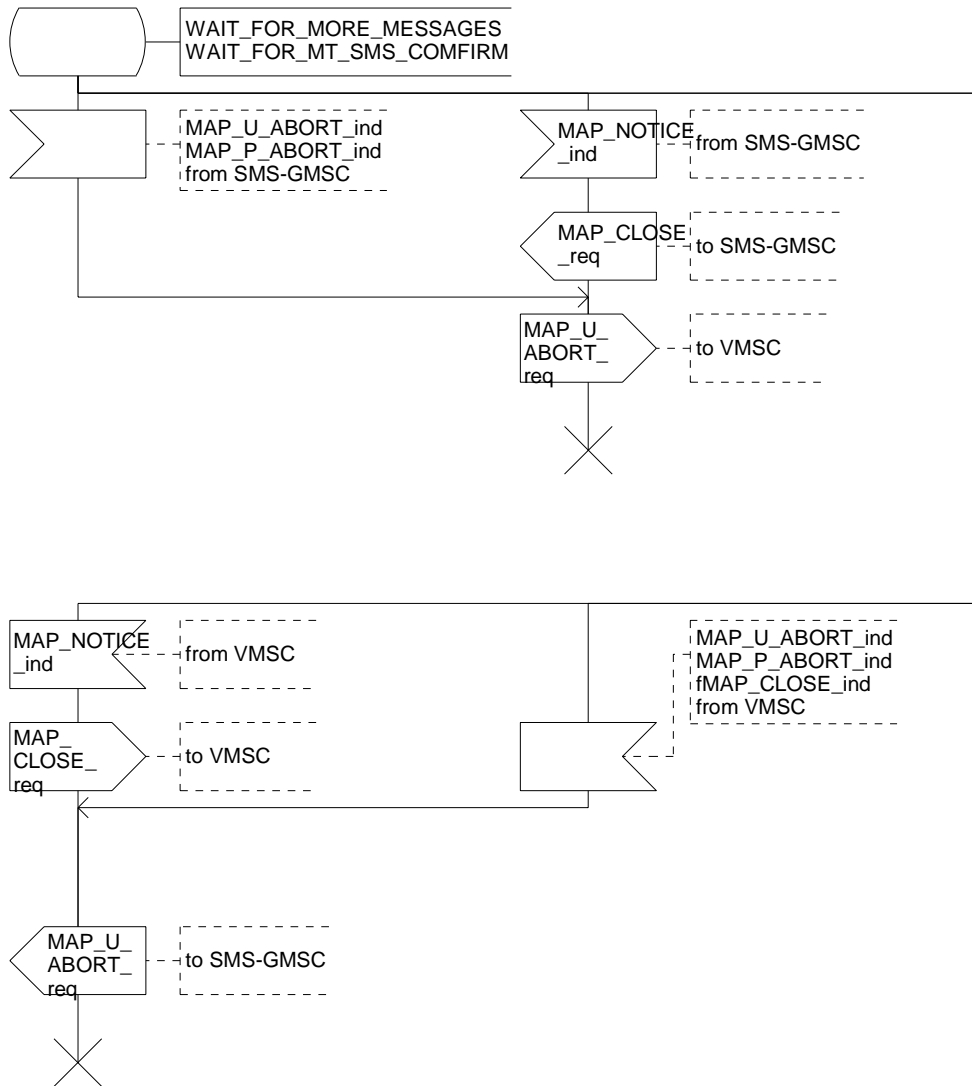 WAIT_FOR_MORE_MESSAGES
WAIT_FOR_MT_SMS_COMFIRM
MAP_U_ABORT_ind
MAP_P_ABORT_ind
from SMS-GMSC
MAP_NOTICE
_ind
from SMS-GMSC
MAP_CLOSE
_req
to SMS-GMSC
MAP_U_
ABORT_
req
to VMSC
MAP_NOTICE
_ind
from VMSC
MAP_U_ABORT_ind
MAP_P_ABORT_ind
fMAP_CLOSE_ind
from VMSC
MAP_
CLOSE_
req
to VMSC
MAP_U_
ABORT_
req
to SMS-GMSC